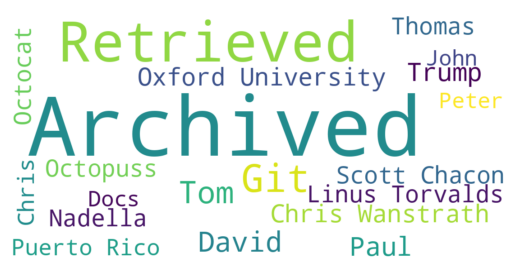 Thomas
Retrieved
Octocat
John
Trump
Oxford University
Peter
Archived
Chris
Octopuss
Git
Scott Chacon
Tom
Linus Torvalds
Docs
Nadella
Chris Wanstrath
Puerto Rico
David
Paul